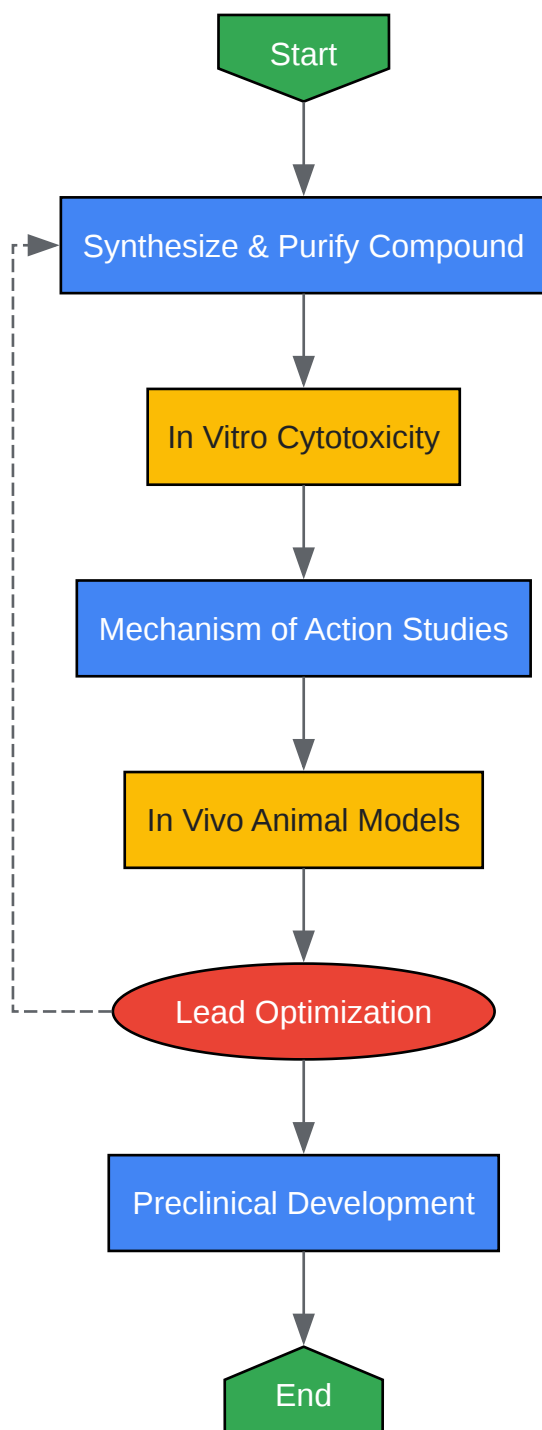 Start
Synthesize & Purify Compound
In Vitro Cytotoxicity
Mechanism of Action Studies
In Vivo Animal Models
Lead Optimization
Preclinical Development
End